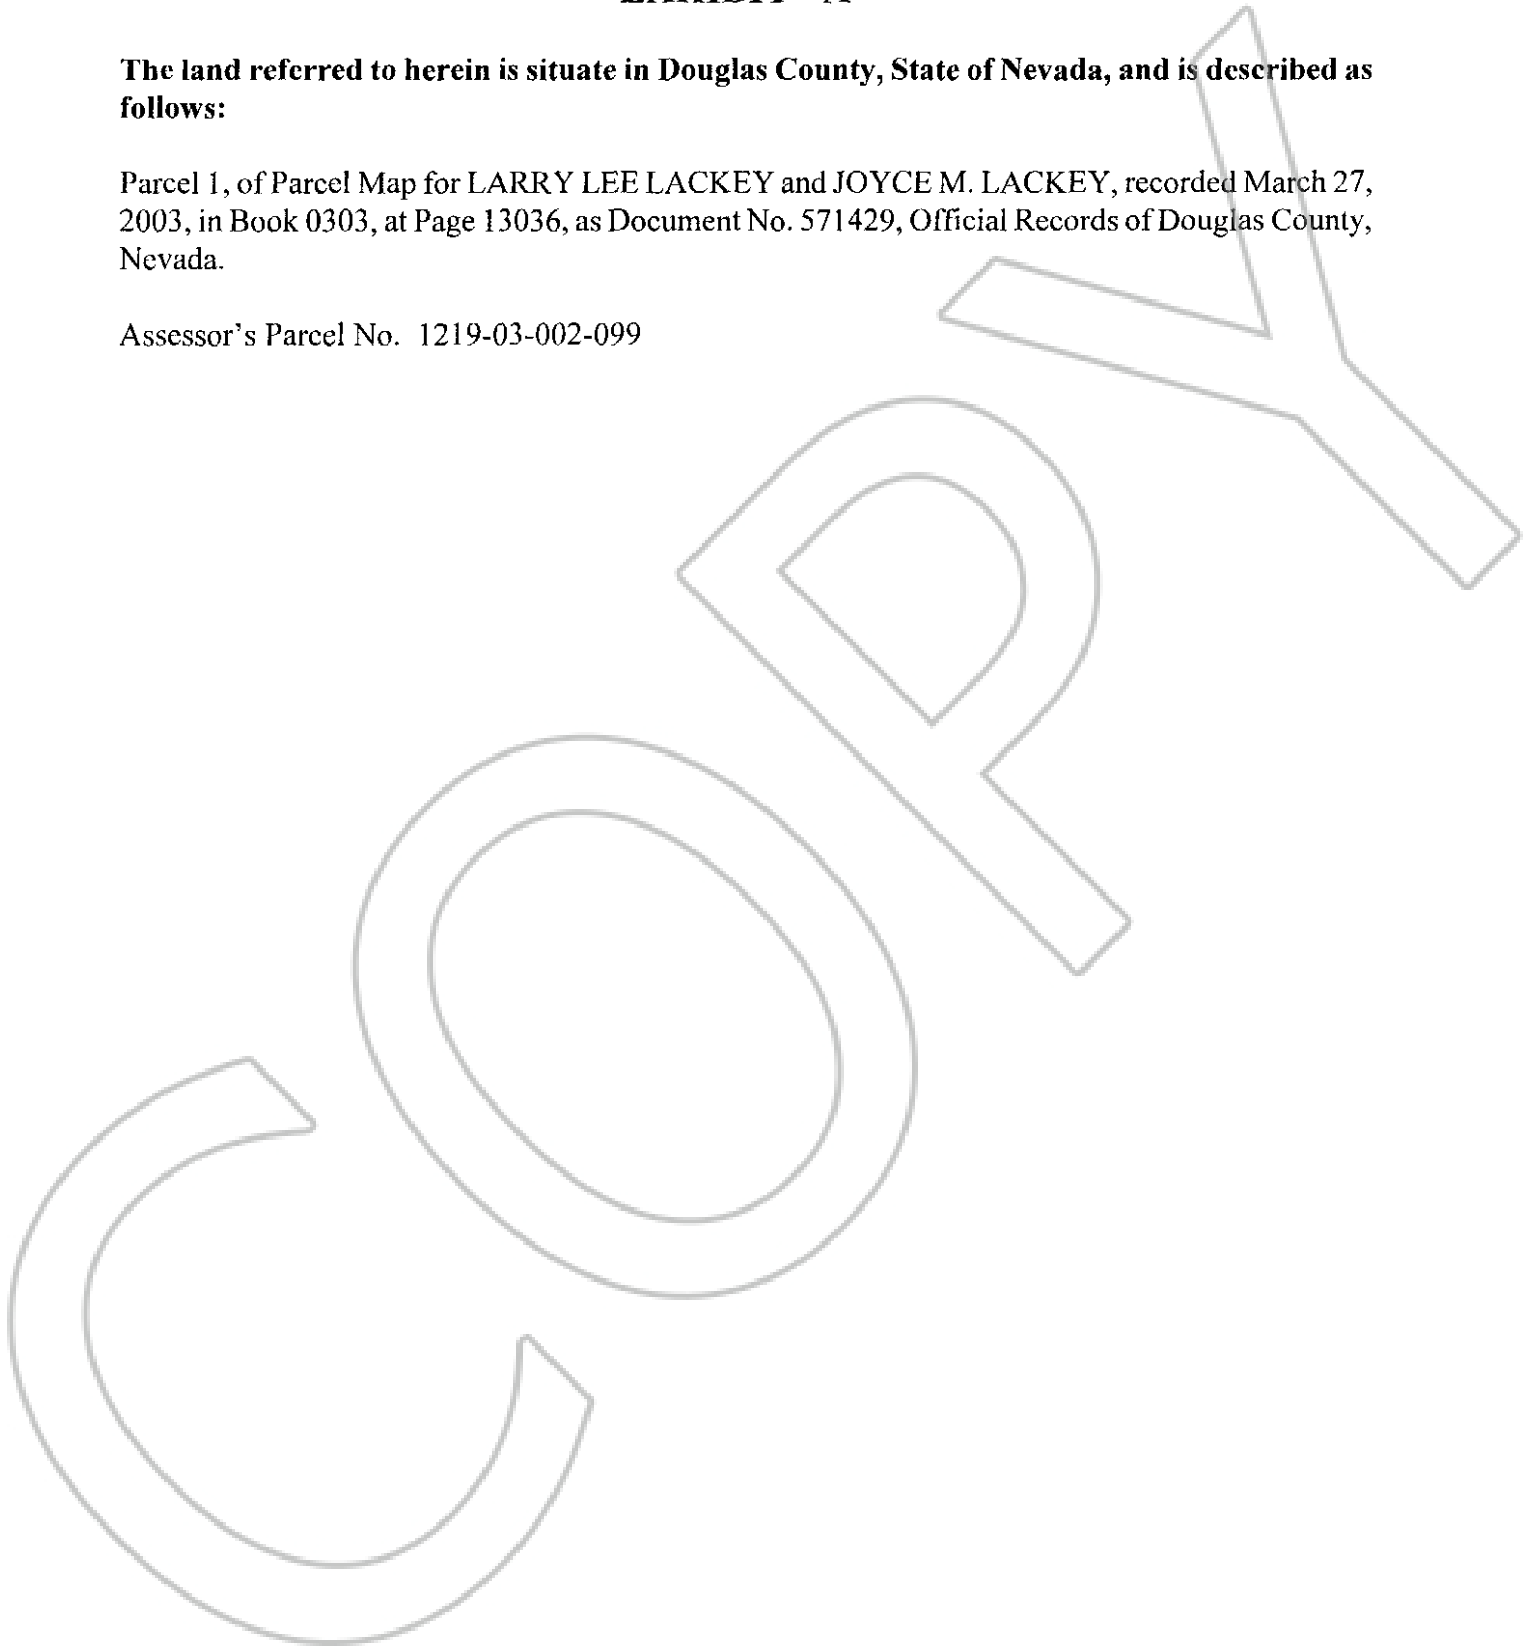 The land referred to herein is situate in Douglas County, State of Nevada, and is described as
follows:
Parcel 1, of Parcel Map for LARRY LEE LACKEY and JOYCE M. LACKEY, recorded March 27,
2003, in Book 0303, at Page 13036, as Document No. 571429, Official Records of Douglas County,
Nevada.
Assessor's Parcel No. 1219-03-002-099
COPY